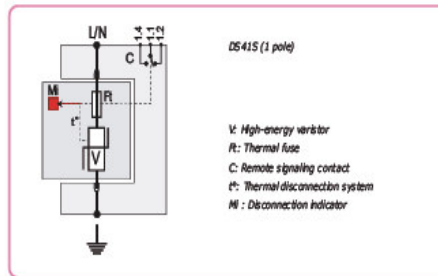 L/N
14
11
12
C
DS41S (1 pole)
Mi
Ft
t°
V
V: High-energy varistor
Ft: Thermal fuse
C: Remote signaling contact
t°: Thermal disconnection system
MI : Disconnection indicator